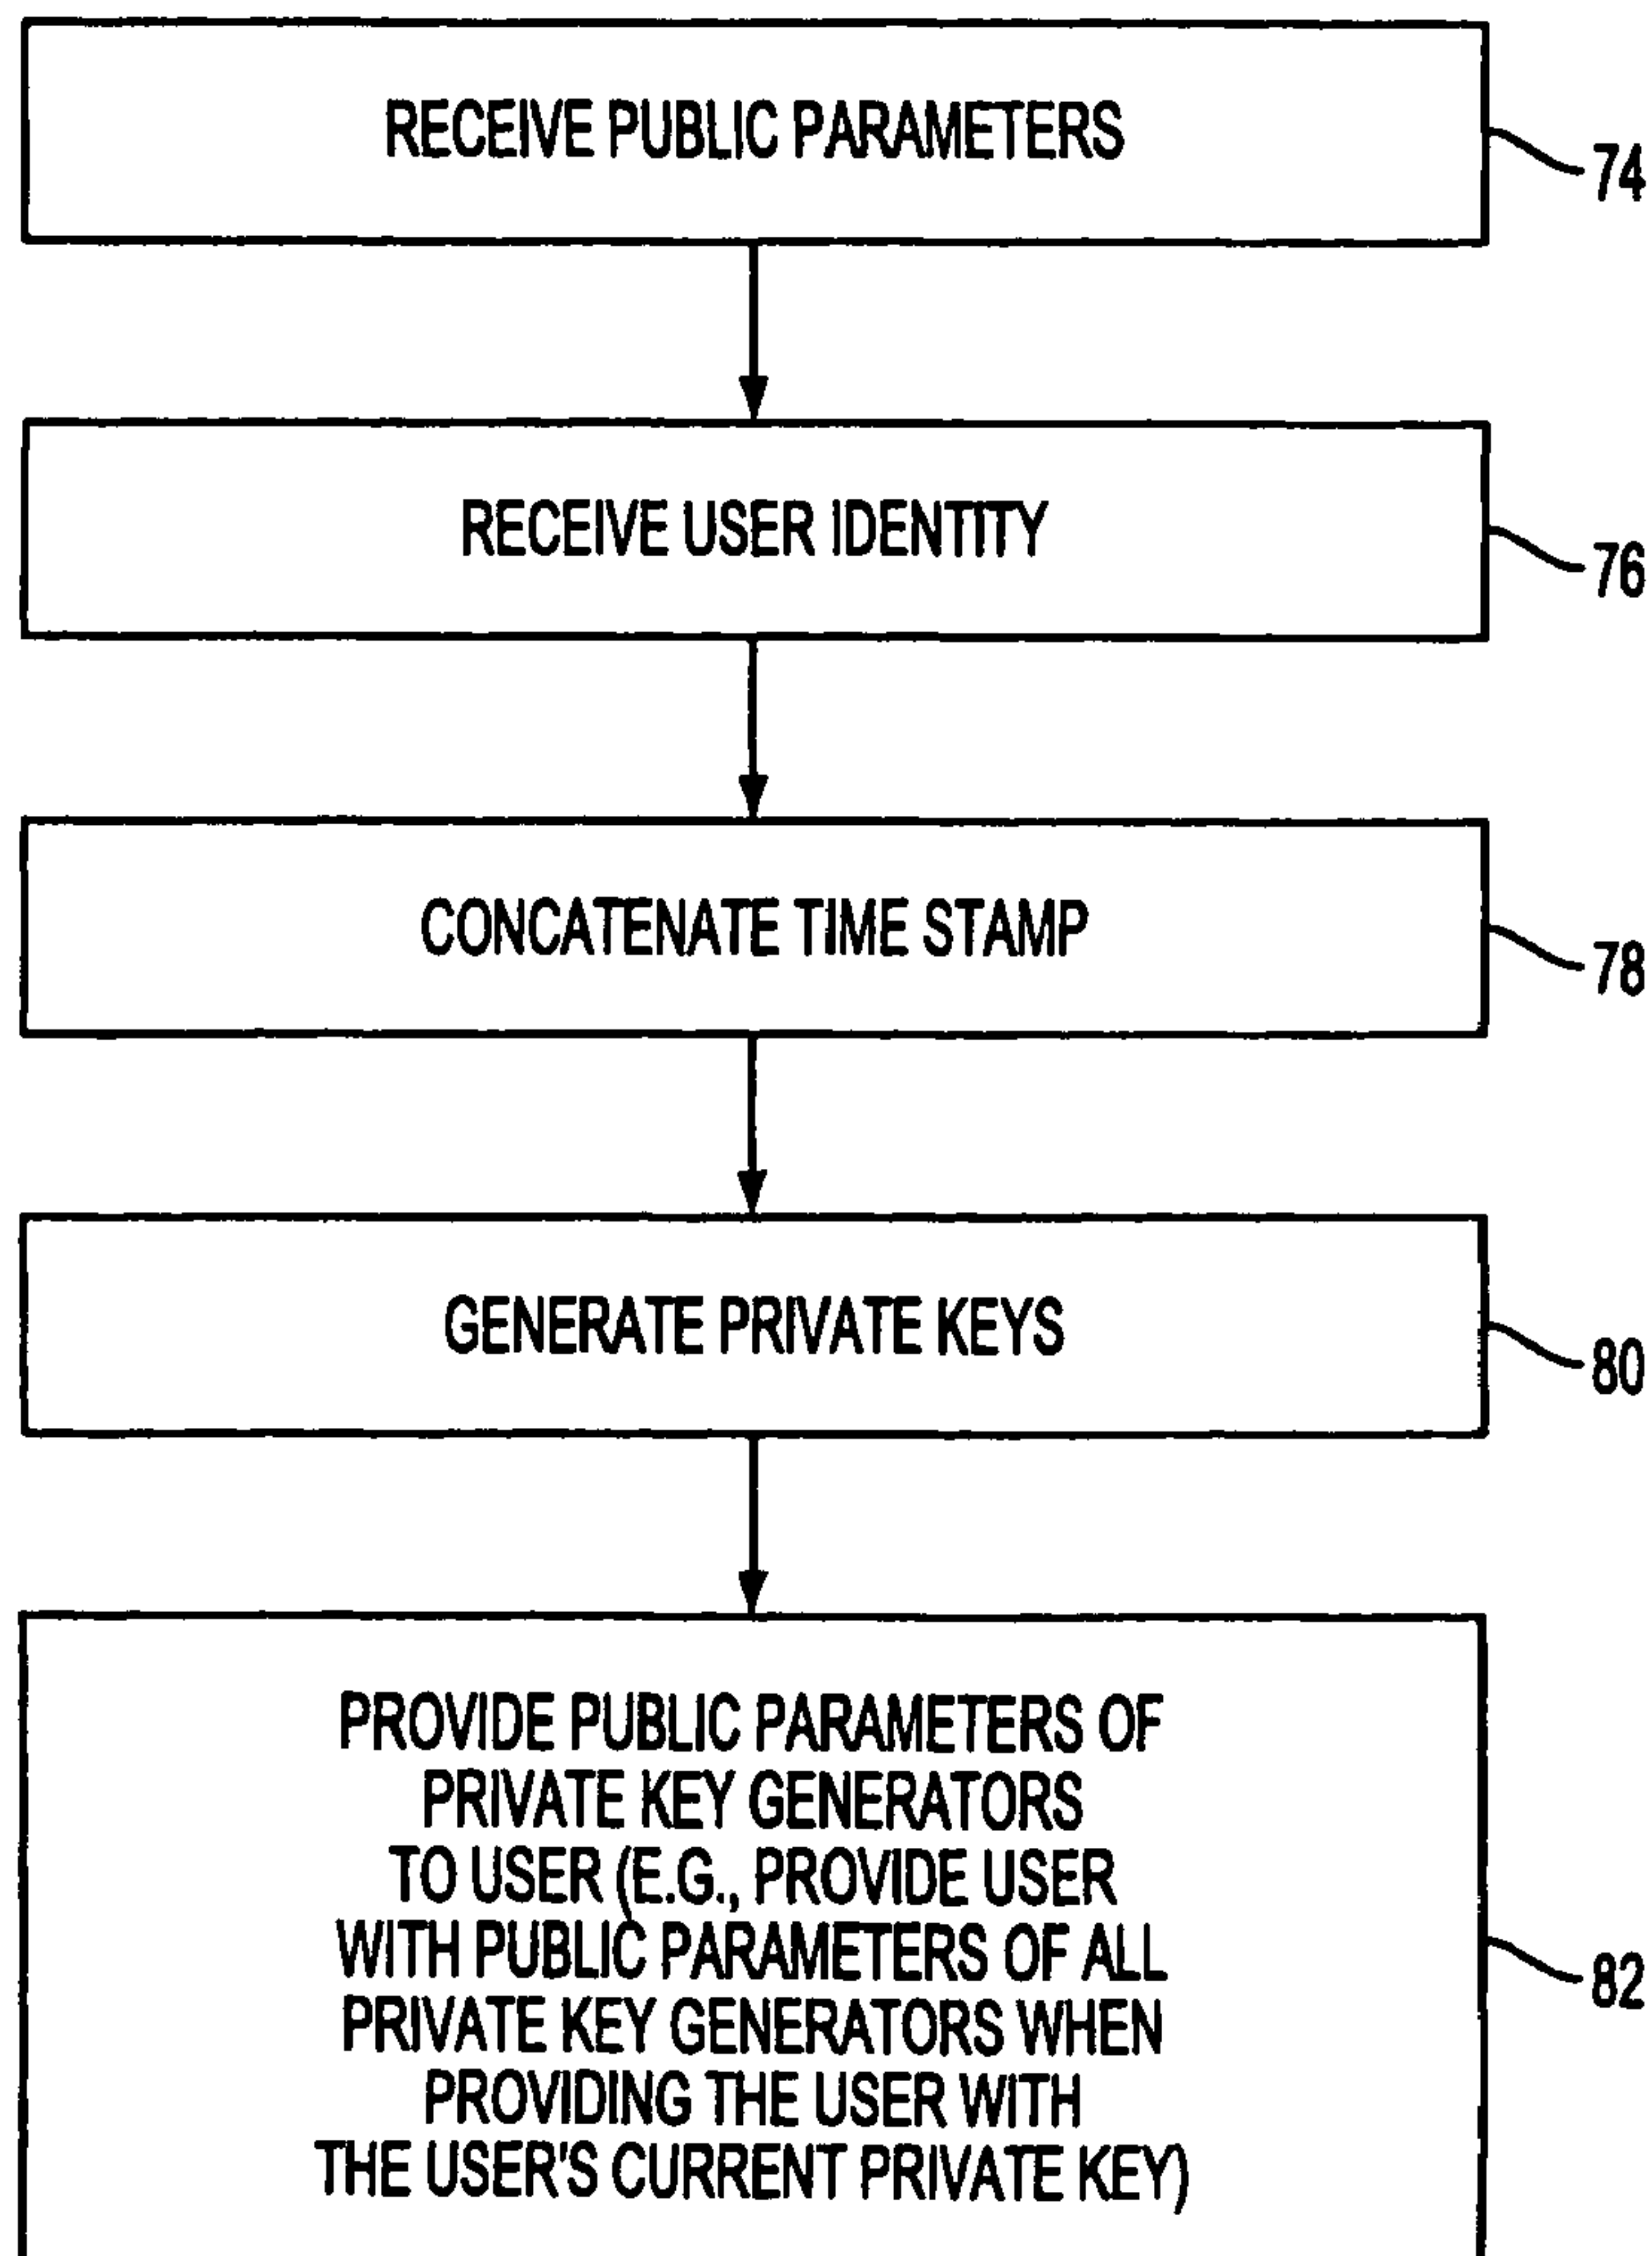 RECEIVE PUBLIC PARAMETERS
74
RECEIVE USER IDENTITY
76
CONCATENATE TIME STAMP
78
GENERATE PRIVATE KEYS
80
PROVIDE PUBLIC PARAMETERS OF
PRIVATE KEY GENERATORS
TO USER (E.G., PROVIDE USER
WITH PUBLIC PARAMETERS OF ALL
PRIVATE KEY GENERATORS WHEN
PROVIDING THE USER WITH
THE USER'S CURRENT PRIVATE KEY)
82